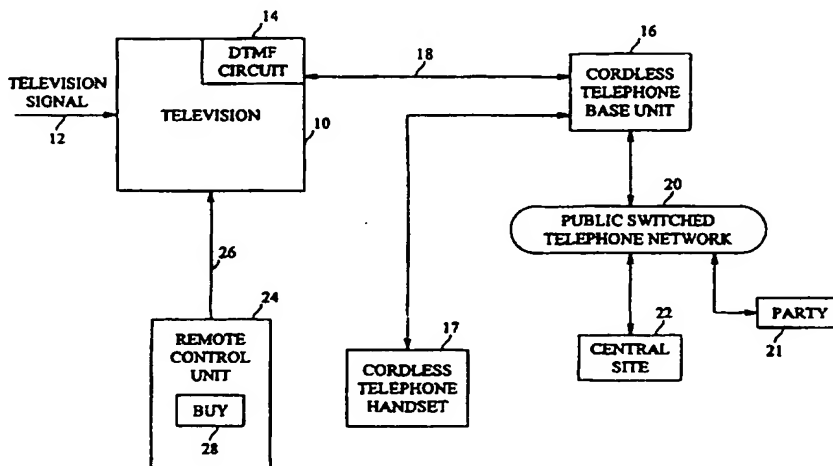 14
DTMF
CIRCUIT
TELEVISION
SIGNAL
12
TELEVISION
10
18
16
CORDLESS
TELEPHONE
BASE UNIT
20
PUBLIC SWITCHED
TELEPHONE NETWORK
26
24
REMOTE
CONTROL
UNIT
BUY
28
17
CORDLESS
TELEPHONE
HANDSET
22
CENTRAL
SITE
PARTY
21